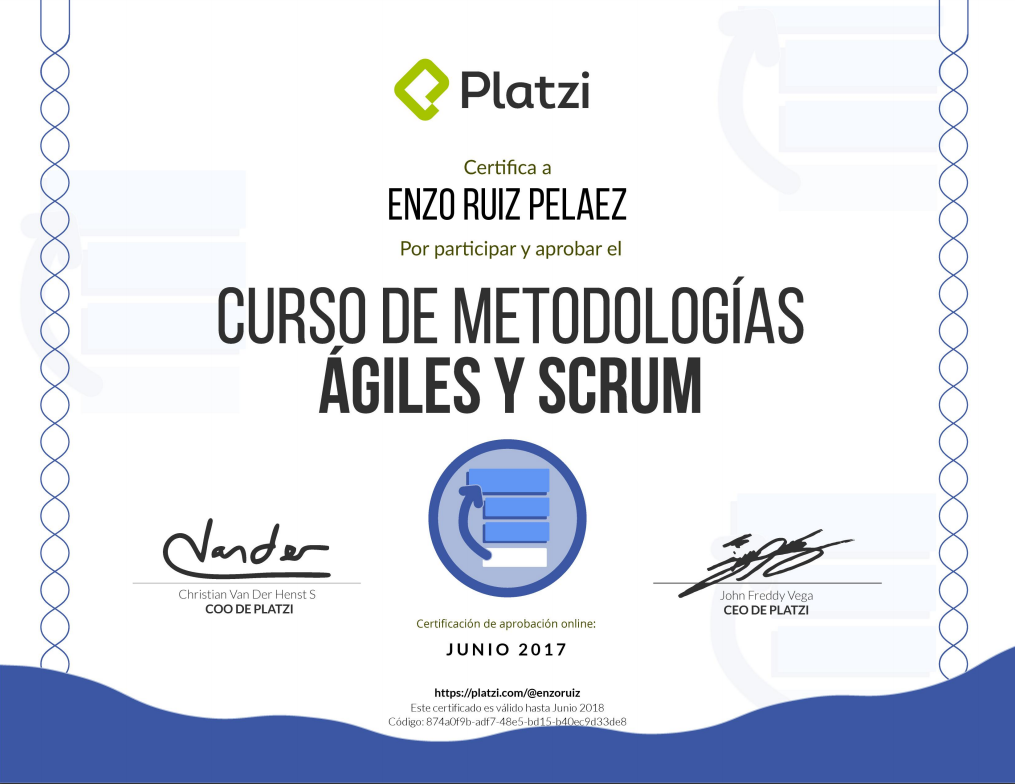 Platzi
Certifica a
ENZO RUIZ PELAEZ
Por participar y aprobar el
CURSO DE METODOLOGÍAS
ÁGILES Y SCRUM
Vander
Christian Van Der Henst S
COO DE PLATZI
John Freddy Vega
CEO DE PLATZI
Certificación de aprobación online:
JUNIO 2017
https://platzi.com/@enzoruiz
Este certificado es válido hasta Junio 2018
Código: 874a0f9b-adf7-48e5-bd15-b40ec9d33de8